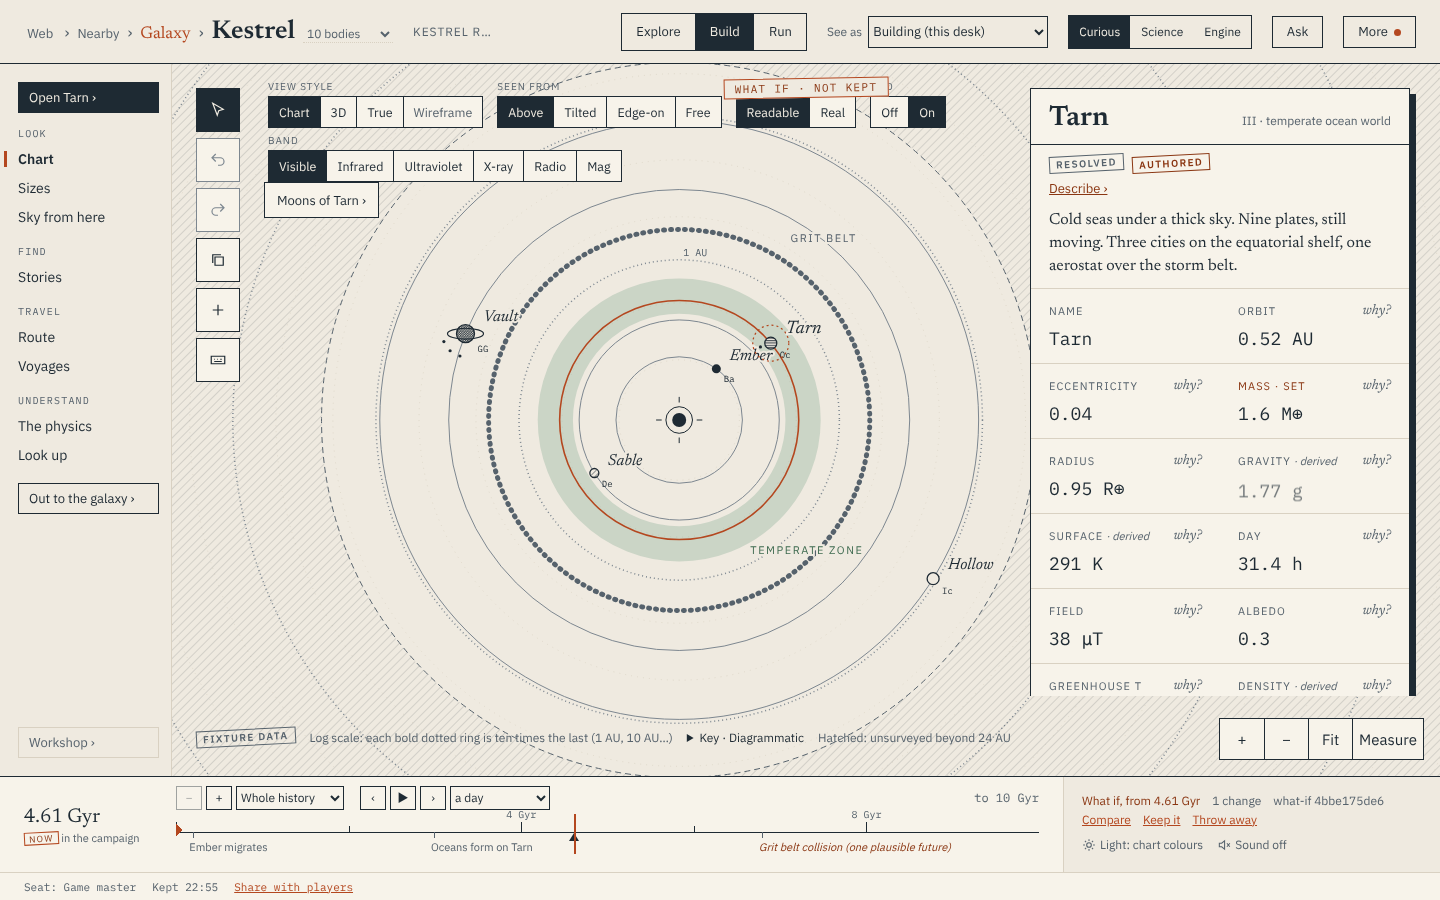 Web › Nearby › Galaxy › Kestrel 10 bodies KESTREL R…
Explore Build Run
See as Building (this desk)
Curious Science Engine
Ask
More
Open Tarn ›
LOOK
Chart
Sizes
Sky from here
FIND
Stories
TRAVEL
Route
Voyages
UNDERSTAND
The physics
Look up
Out to the galaxy ›
Workshop ›
VIEW STYLE
Chart 3D True Wireframe
SEEN FROM
Above Tilted Edge-on Free
WHAT IF · NOT KEPT
Readable Real
Off On
BAND
Visible Infrared Ultraviolet X-ray Radio Mag
Moons of Tarn ›
GRIT BELT
1 AU
Vault
GG
Tarn
Oc
Ember
Ba
Sable
De
TEMPERATE ZONE
Hollow
Ic
FIXTURE DATA
Log scale: each bold dotted ring is ten times the last (1 AU, 10 AU…)
Key · Diagrammatic
Hatched: unsurveyed beyond 24 AU
Tarn
III · temperate ocean world
RESOLVED AUTHORED
Describe ›
Cold seas under a thick sky. Nine plates, still
moving. Three cities on the equatorial shelf, one
aerostat over the storm belt.
NAME ORBIT why?
Tarn 0.52 AU
ECCENTRICITY why? MASS · SET why?
0.04 1.6 M⊕
RADIUS why? GRAVITY · derived why?
0.95 R⊕ 1.77 g
SURFACE · derived why? DAY why?
291 K 31.4 h
FIELD why? ALBEDO why?
38 µT 0.3
GREENHOUSE T why? DENSITY · derived why?
+ − Fit Measure
4.61 Gyr
NOW in the campaign
− + Whole history ‹ › a day
to 10 Gyr
4 Gyr 8 Gyr
Ember migrates
Oceans form on Tarn
Grit belt collision (one plausible future)
What if, from 4.61 Gyr 1 change what-if 4bbe175de6
Compare Keep it Throw away
Light: chart colours Sound off
Seat: Game master Kept 22:55 Share with players